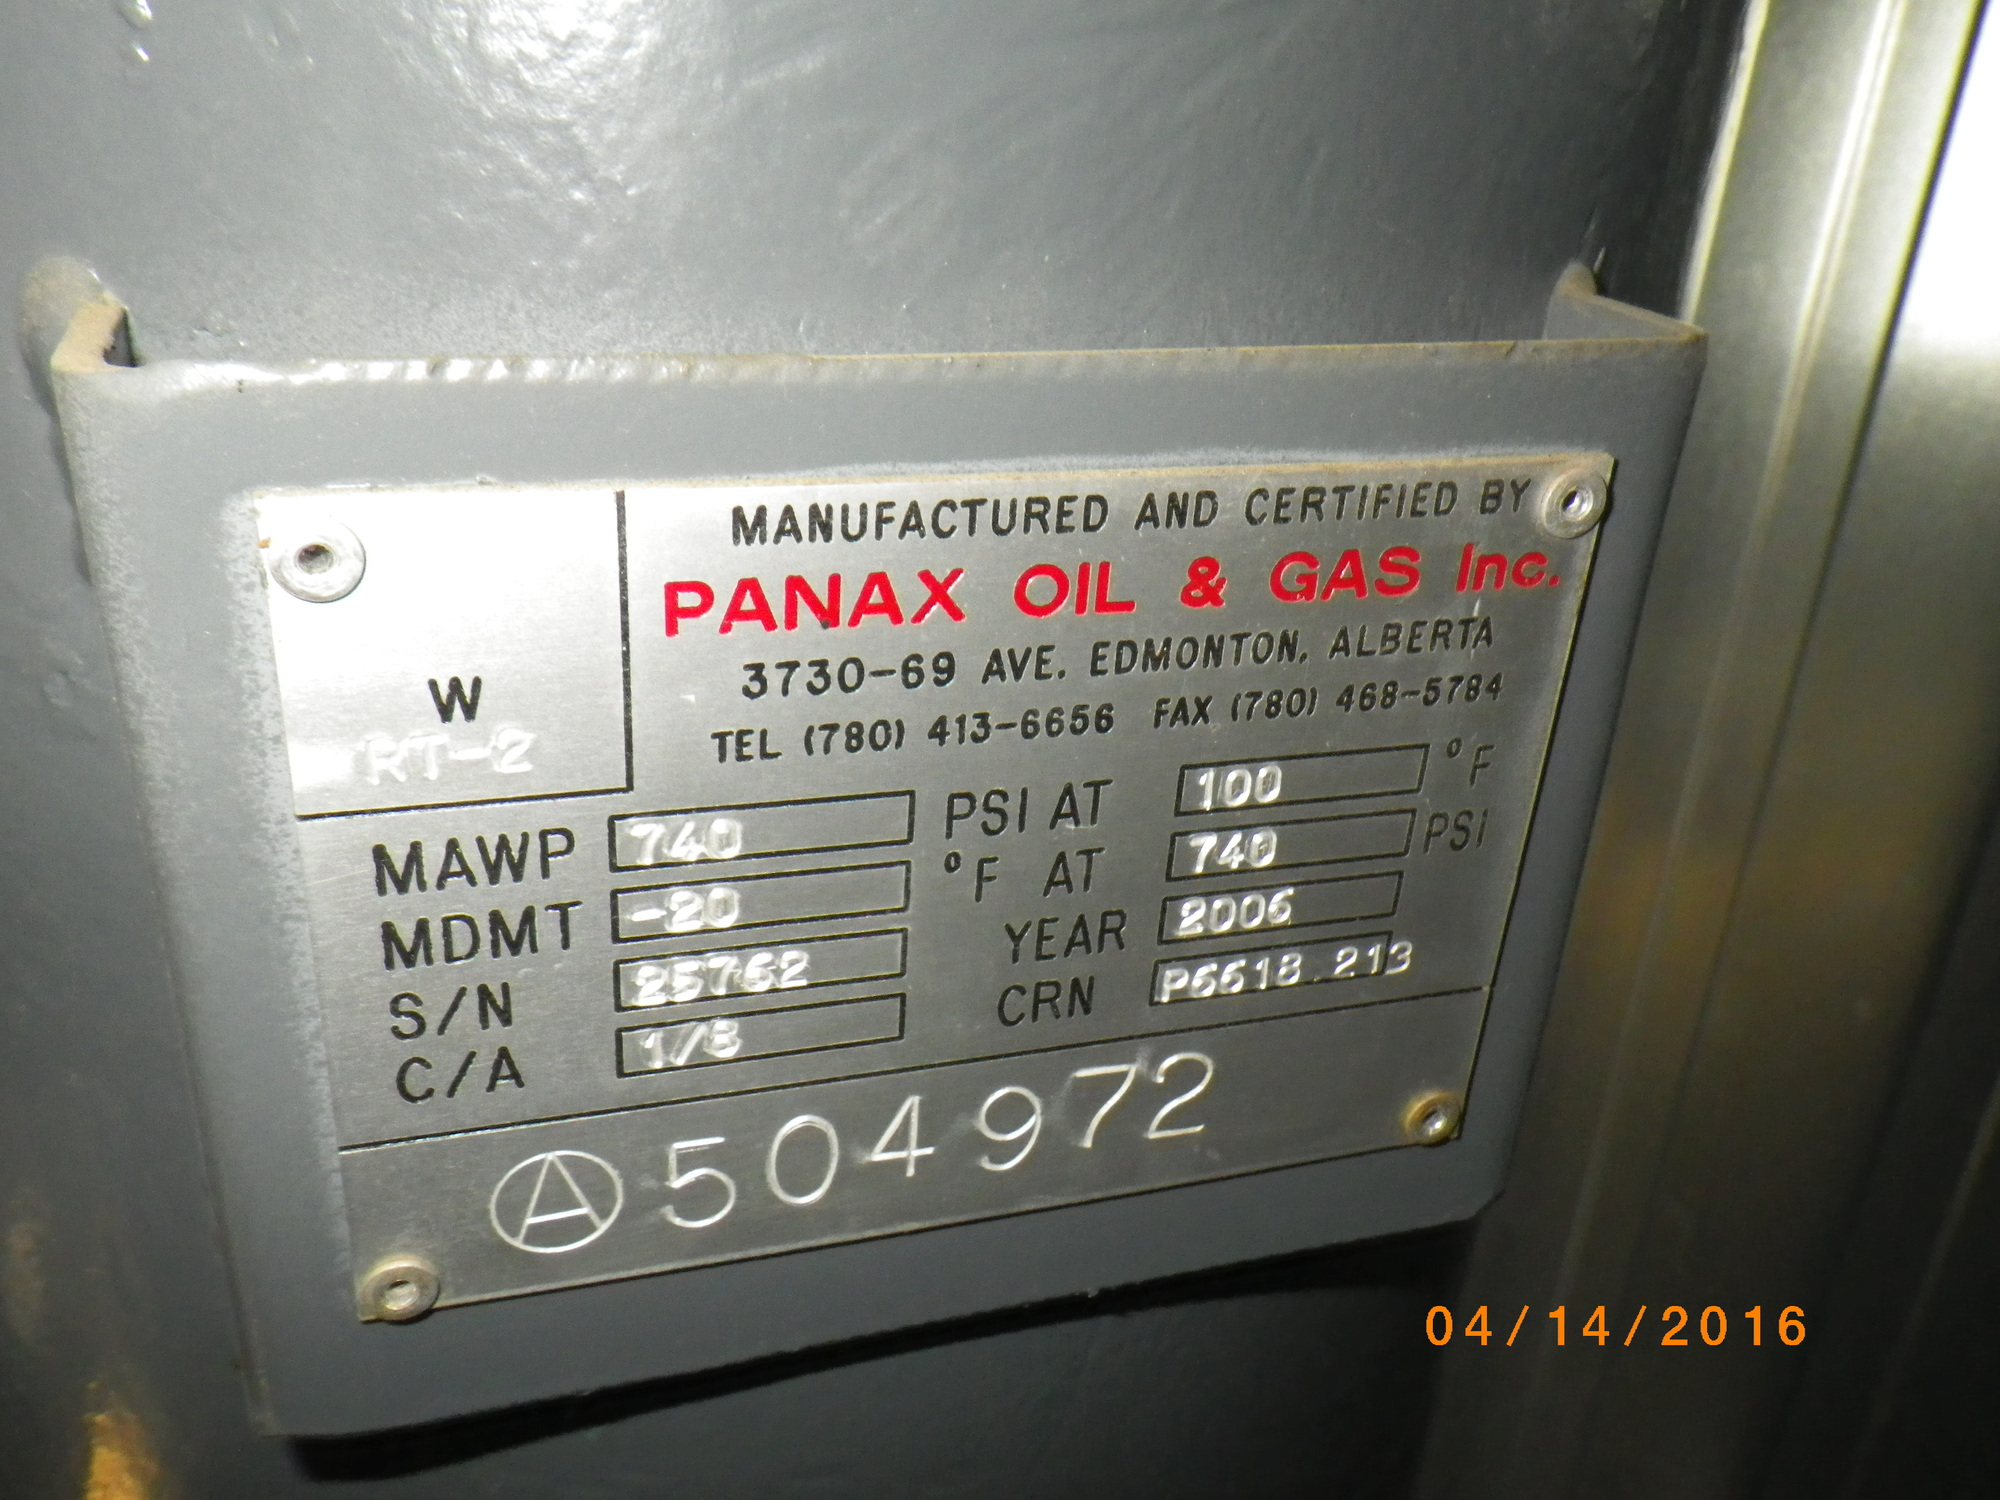 MANUFACTURED AND CERTIFIED BY
PANAX OIL & GAS Inc.
3730-69 AVE. EDMONTON, ALBERTA
TEL (780) 413-6656 FAX (780) 468-5784
W
RT-2
MAWP 740 PSI AT 100 °F
MDMT -20 °F AT 740 PSI
S/N 25762 YEAR 2006
C/A 1/8 CRN P6618.213
Ⓐ504972
04/14/2016